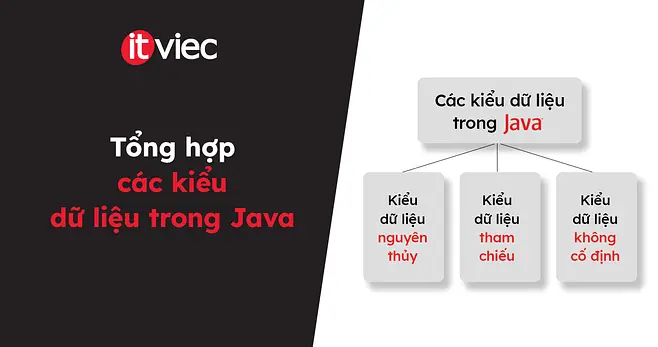 itviec
Tổng hợp
các kiểu
dữ liệu trong Java
Các kiểu dữ liệu
trong Java
Kiểu
dữ liệu
nguyên
thủy
Kiểu
dữ liệu
tham
chiếu
Kiểu
dữ liệu
không
cố định